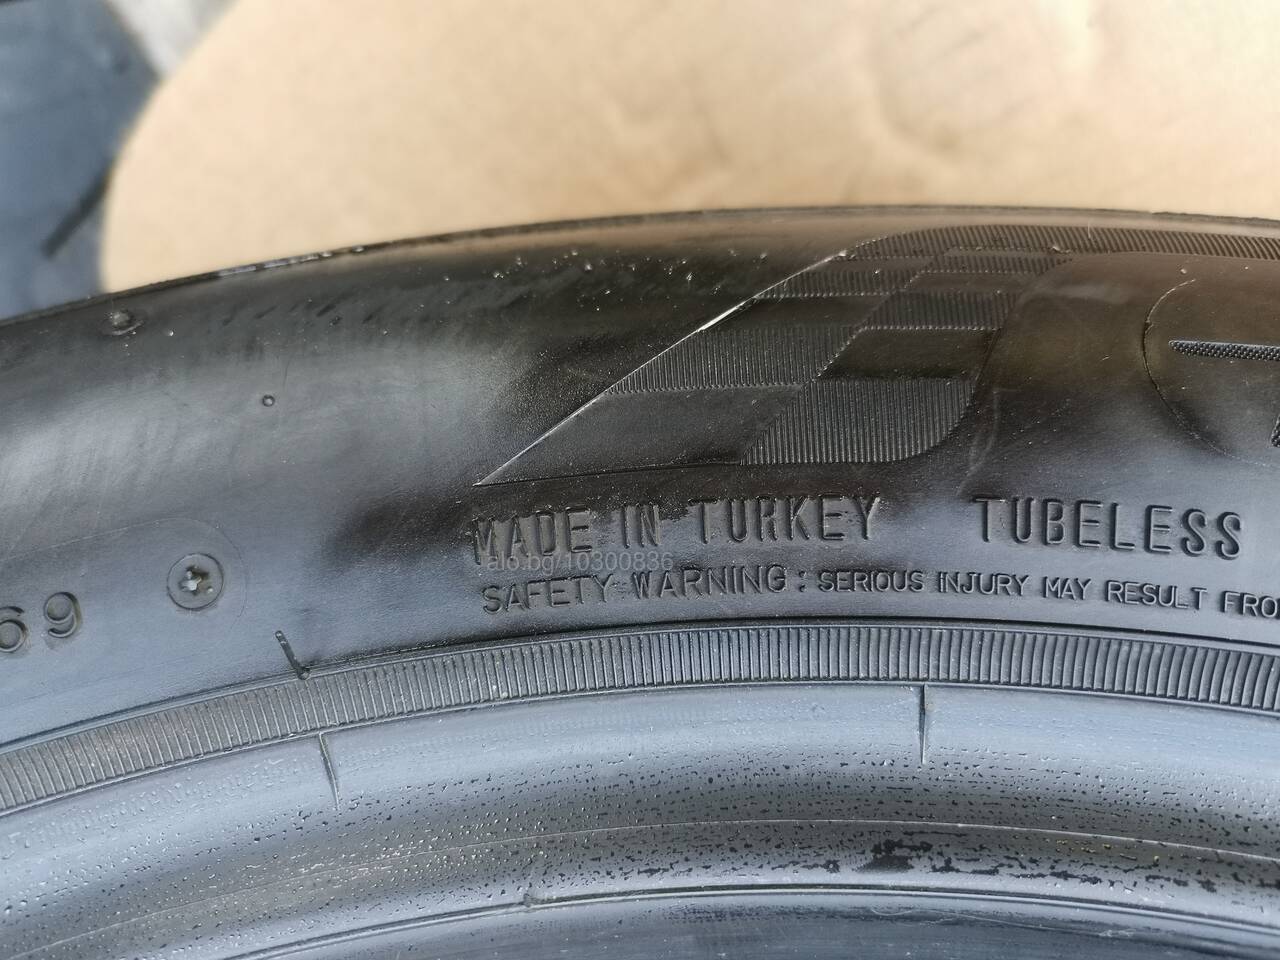 MADE IN TURKEY TUBELESS
alo.bg/10300836
SAFETY WARNING: SERIOUS INJURY MAY RESULT FRO
69